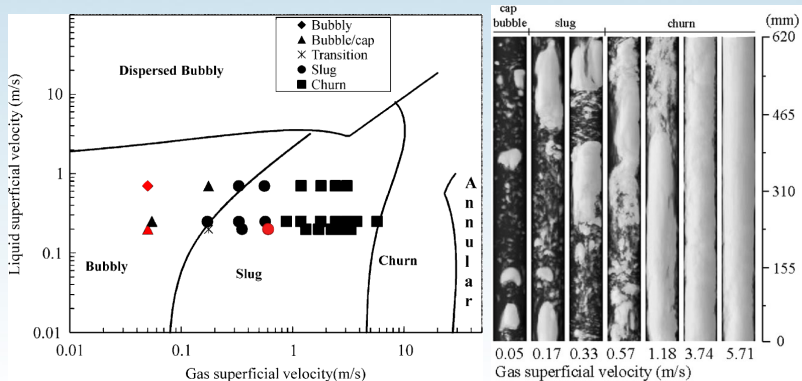 Bubbly
Bubble/cap
Transition
Slug
Churn
Dispersed Bubbly
Bubbly
Slug
Churn
Annular
Liquid superficial velocity (m/s)
10
1
0.1
0.01
0.01
0.1
1
10
Gas superficial velocity(m/s)
cap
bubble
slug
churn
(mm)
620
465
310
155
0
0.05 0.17 0.33 0.57 1.18 3.74 5.71
Gas superficial velocity (m/s)